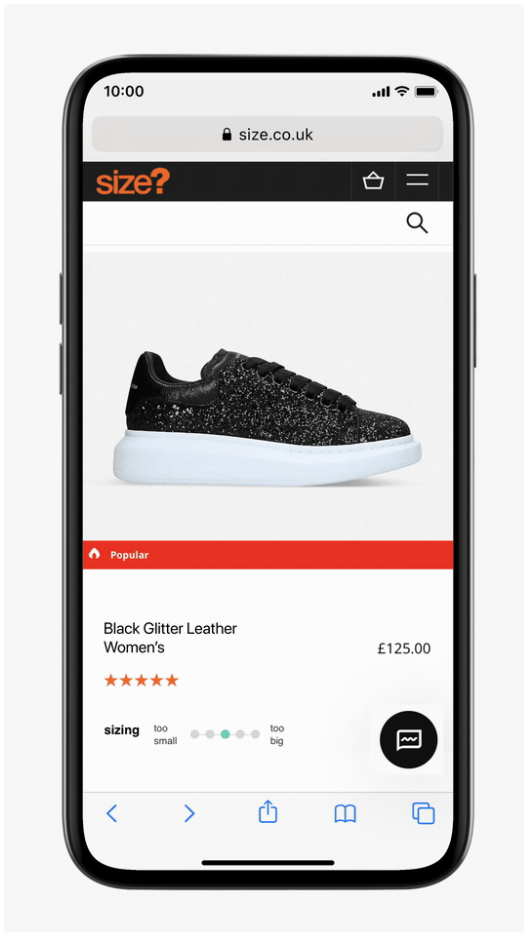 10:00
size.co.uk
size?
Popular
Black Glitter Leather
Women's
£125.00
sizing
too
small
too
big